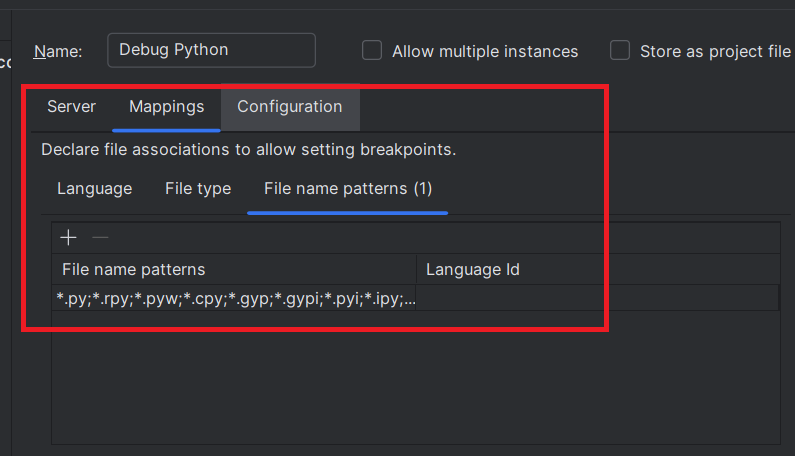 Name: Debug Python Allow multiple instances Store as project file
Server Mappings Configuration
Declare file associations to allow setting breakpoints.
Language File type File name patterns (1)
File name patterns Language Id
*.py;*.rpy;*.pyw;*.cpy;*.gyp;*.gypi;*.pyi;*.ipy;...